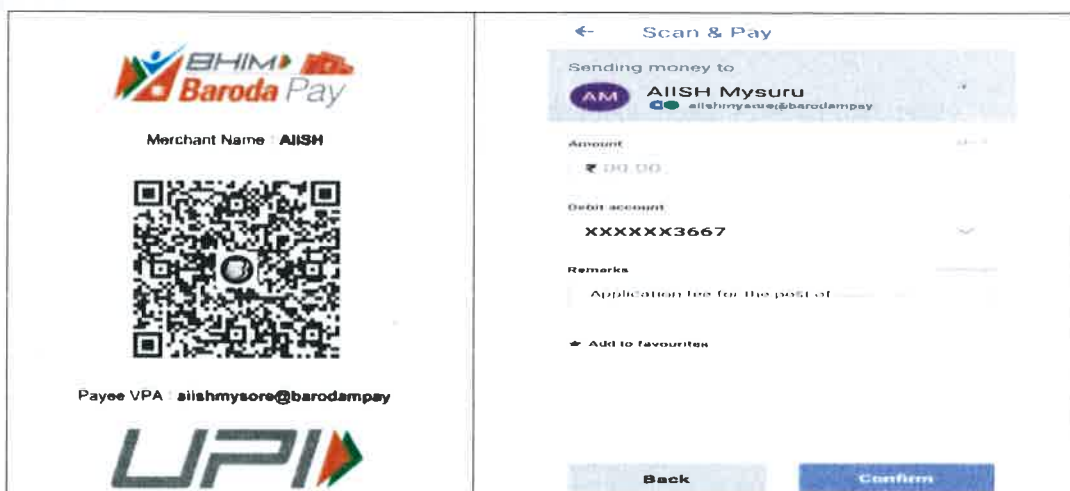 BHIM
Baroda Pay
Merchant Name : AIISH
Payee VPA : aiishmysore@barodampay
UPI
Scan & Pay
Sending money to
AM
AIISH Mysuru
aiishmysore@barodampay
Amount
₹ 00.00
Debit account
XXXXXX3667
Remarks
Application fee for the post of
★ Add to favourites
Back
Confirm